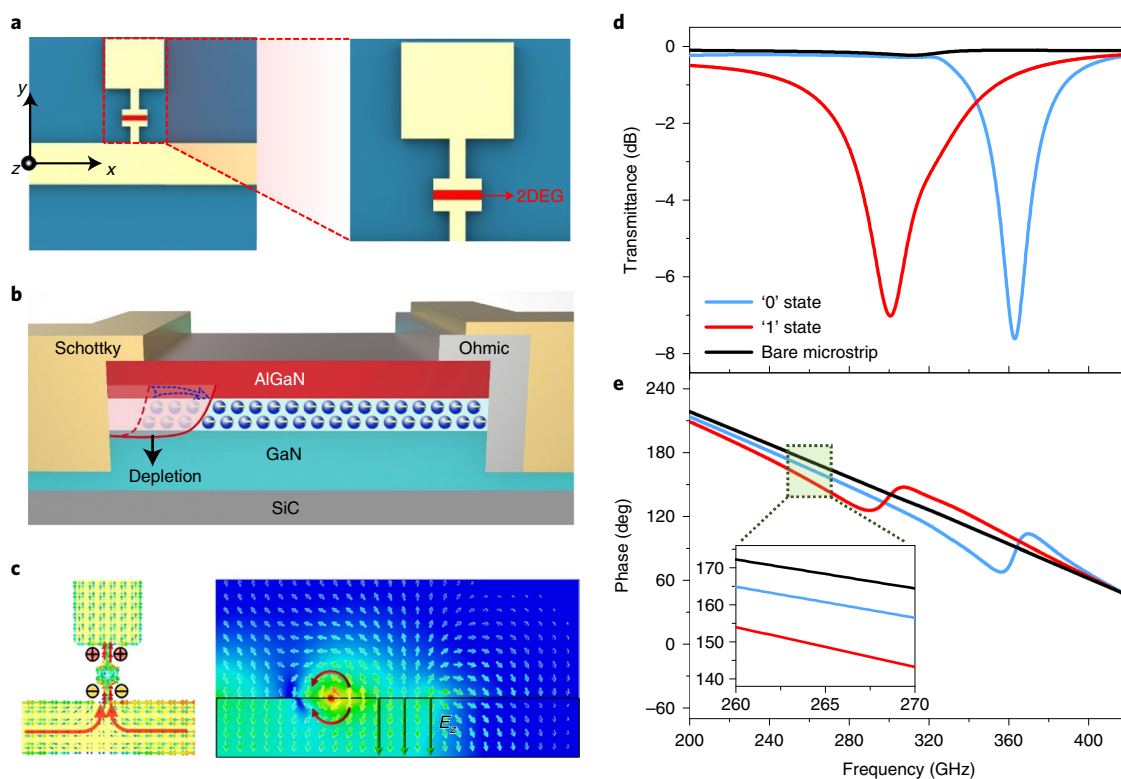 a
y
z
x
2DEG
b
Schottky
Ohmic
AlGaN
GaN
Depletion
SiC
c
E_z
d
0
–2
–4
–6
–8
Transmittance (dB)
'0' state
'1' state
Bare microstrip
e
240
180
120
60
0
–60
Phase (deg)
170
165
150
140
260
265
270
200
240
280
320
360
400
Frequency (GHz)